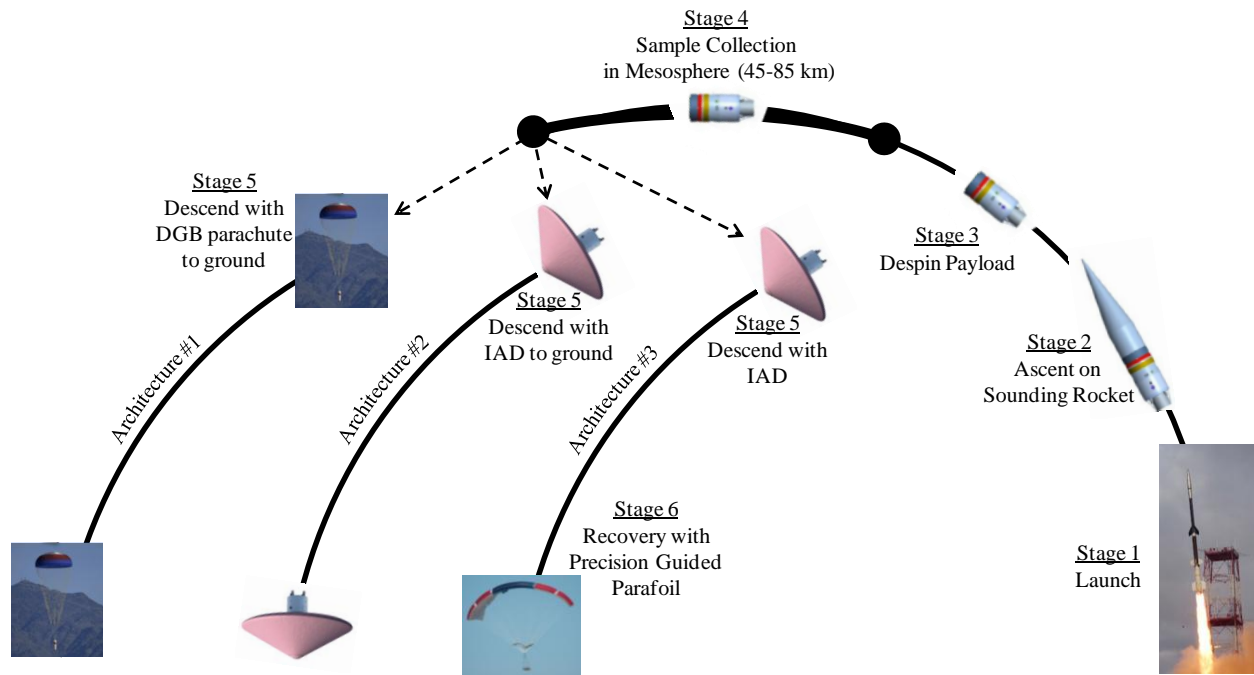 Stage 4
Sample Collection
in Mesosphere (45-85 km)
Stage 5
Descend with
DGB parachute
to ground
Stage 3
Despin Payload
Stage 5
Descend with
IAD to ground
Stage 5
Descend with
IAD
Stage 2
Ascent on
Sounding Rocket
Architecture #1
Architecture #2
Architecture #3
Stage 6
Recovery with
Precision Guided
Parafoil
Stage 1
Launch